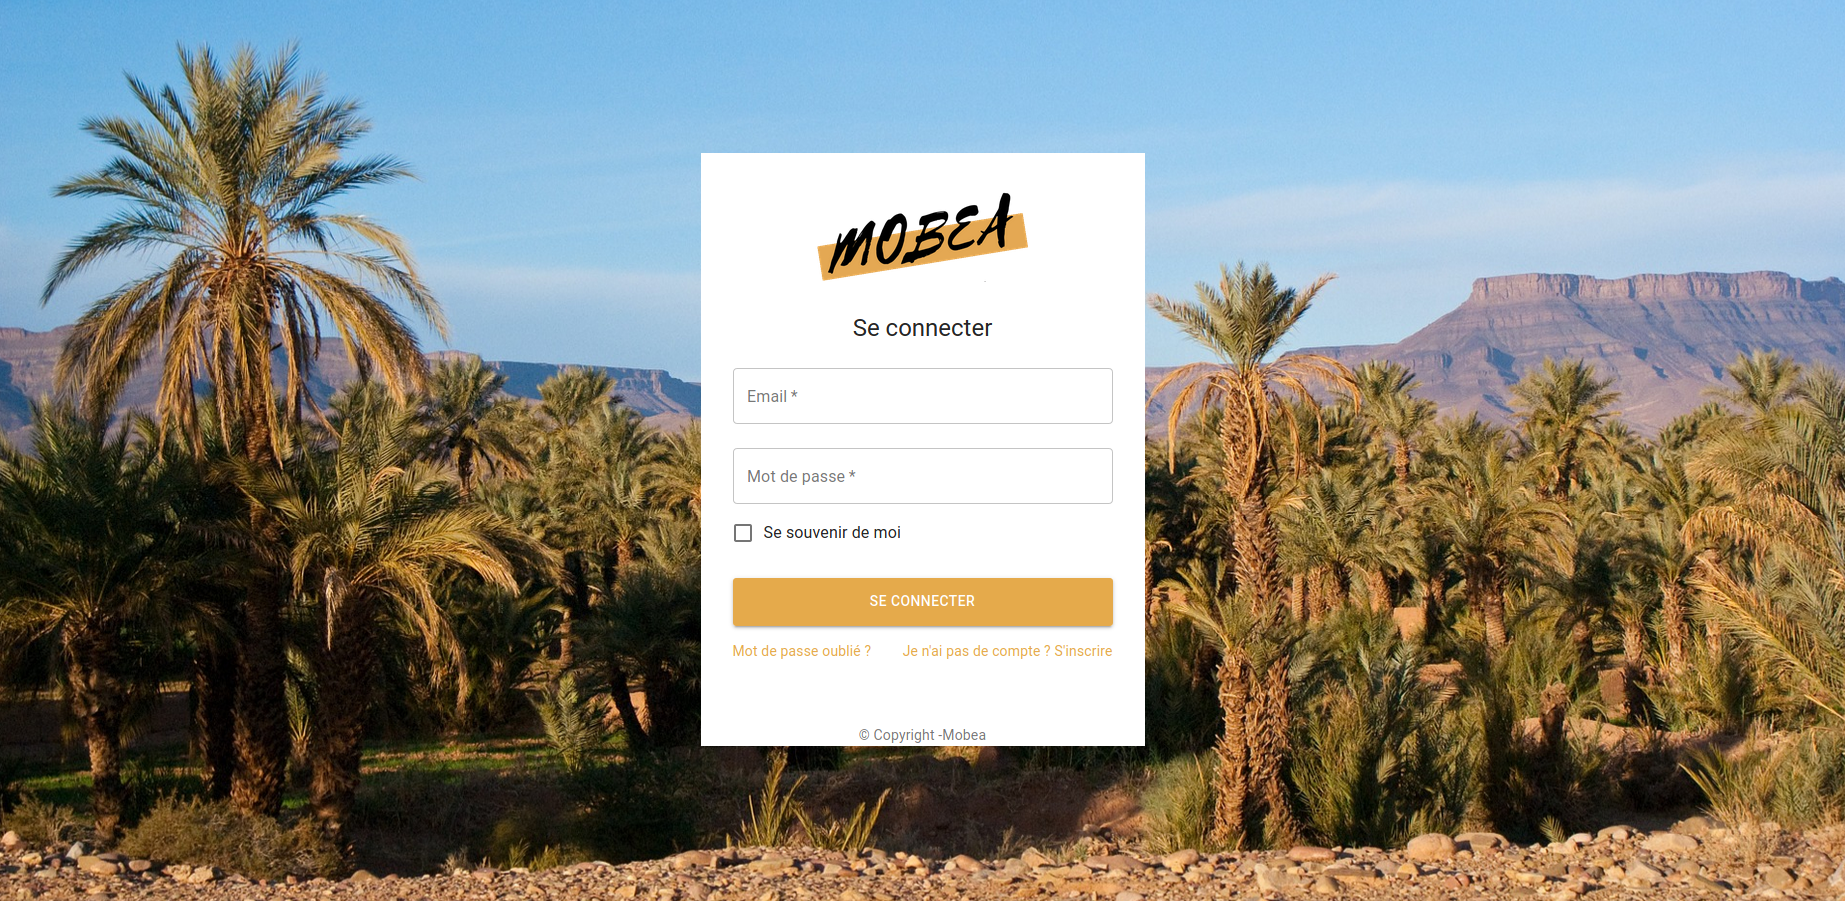 MOBEA
Se connecter
Email *
Mot de passe *
Se souvenir de moi
SE CONNECTER
Mot de passe oublié ? Je n'ai pas de compte ? S'inscrire
© Copyright -Mobea